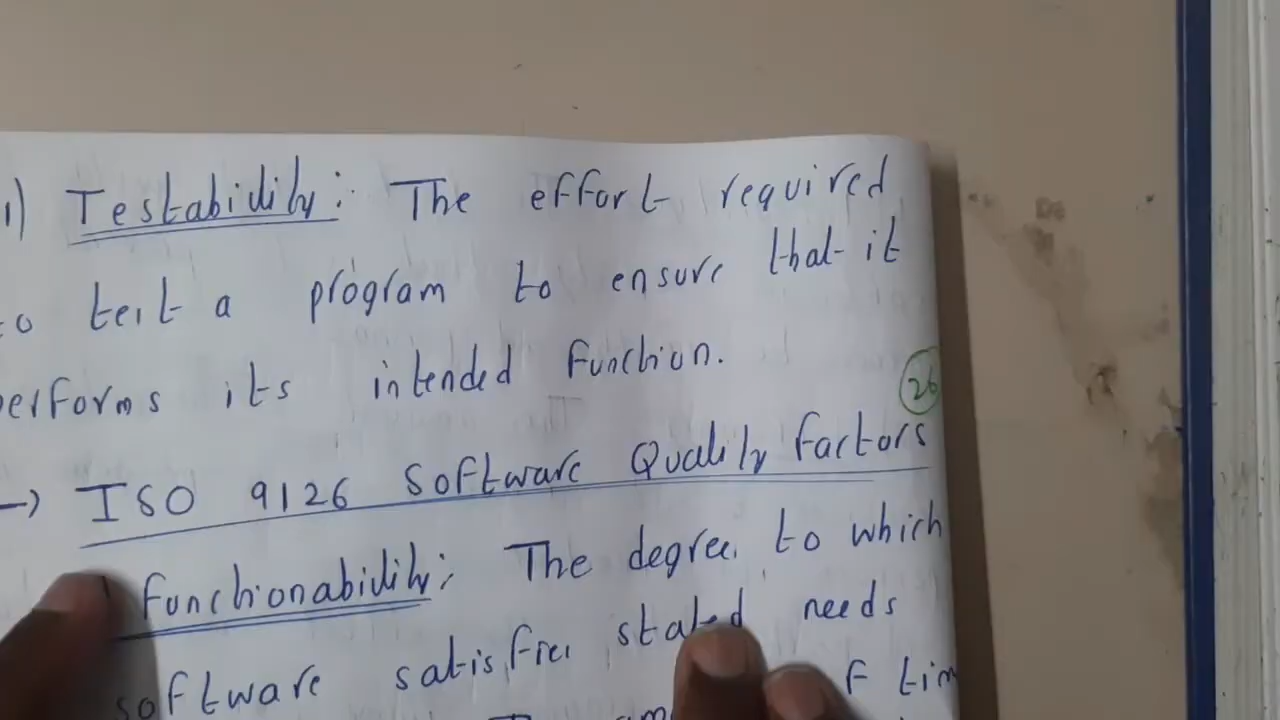 1) Testability: The effort required
to test a program to ensure that it
performs its intended function.
26
-> ISO 9126 Software Quality factors
functionability: The degree to which
software satisfies stated needs